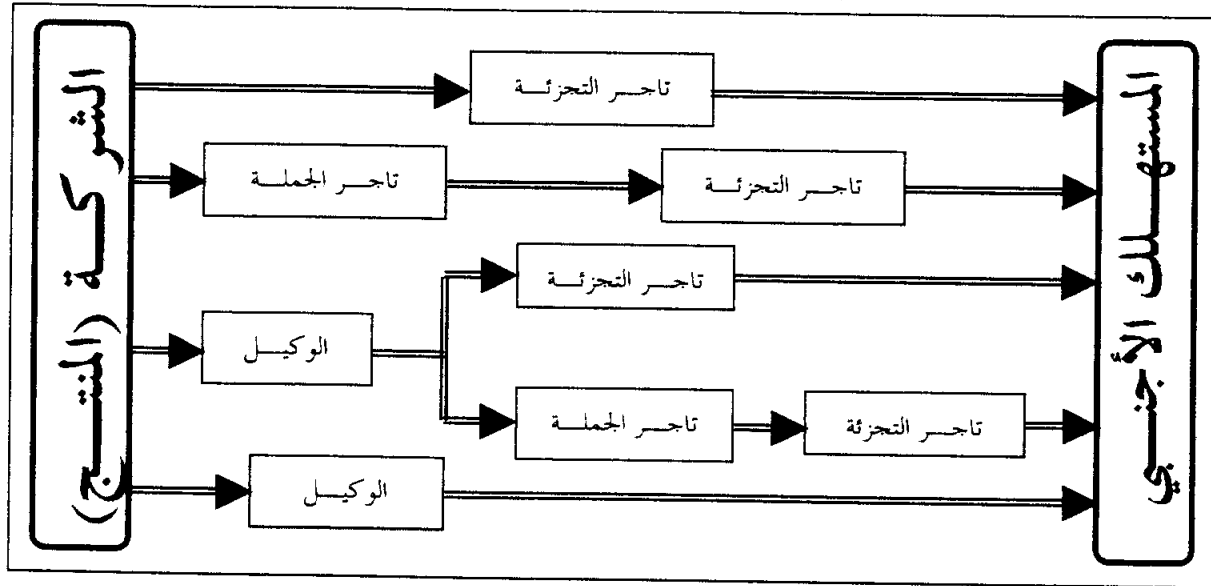 الشركة (المنتج)
تاجر التجزئة
تاجر الجملة
تاجر التجزئة
تاجر التجزئة
الوكيل
تاجر الجملة
تاجر التجزئة
الوكيل
المستهلك الأجنبي